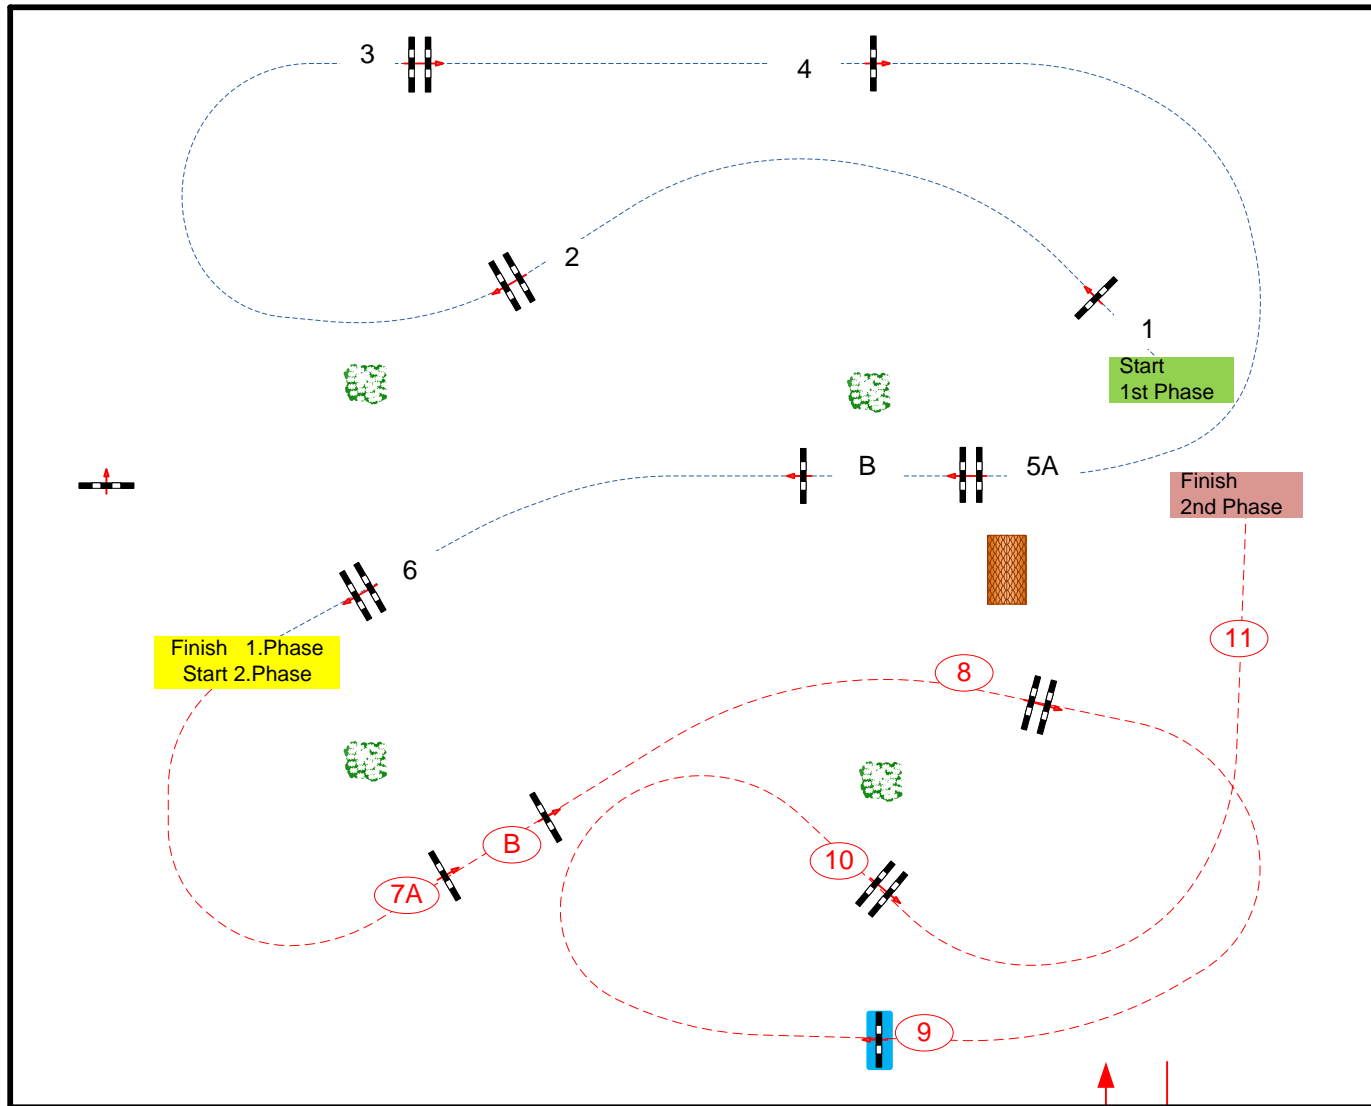 3
4
2
1
Start
1st Phase
B
5A
Finish
2nd Phase
6
11
Finish 1.Phase
Start 2.Phase
8
B
10
7A
9